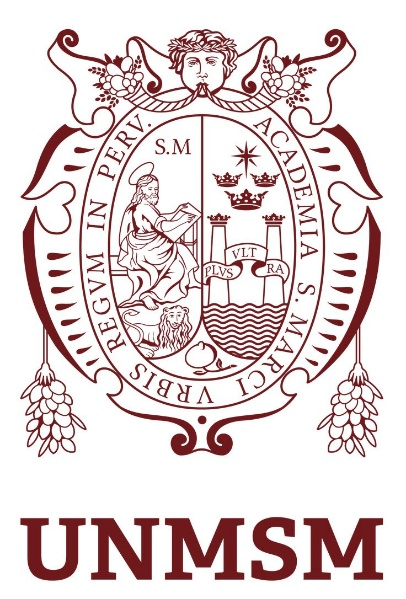 ACADEMIA S. MARCI VRBIS REGVM IN PERV.
S.M
PLVS VLT RA
UNMSM